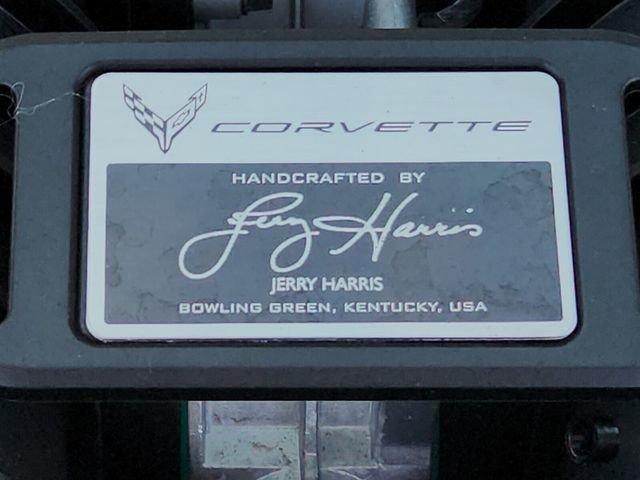 CORVETTE
HANDCRAFTED BY
Jerry Harris
JERRY HARRIS
BOWLING GREEN, KENTUCKY, USA